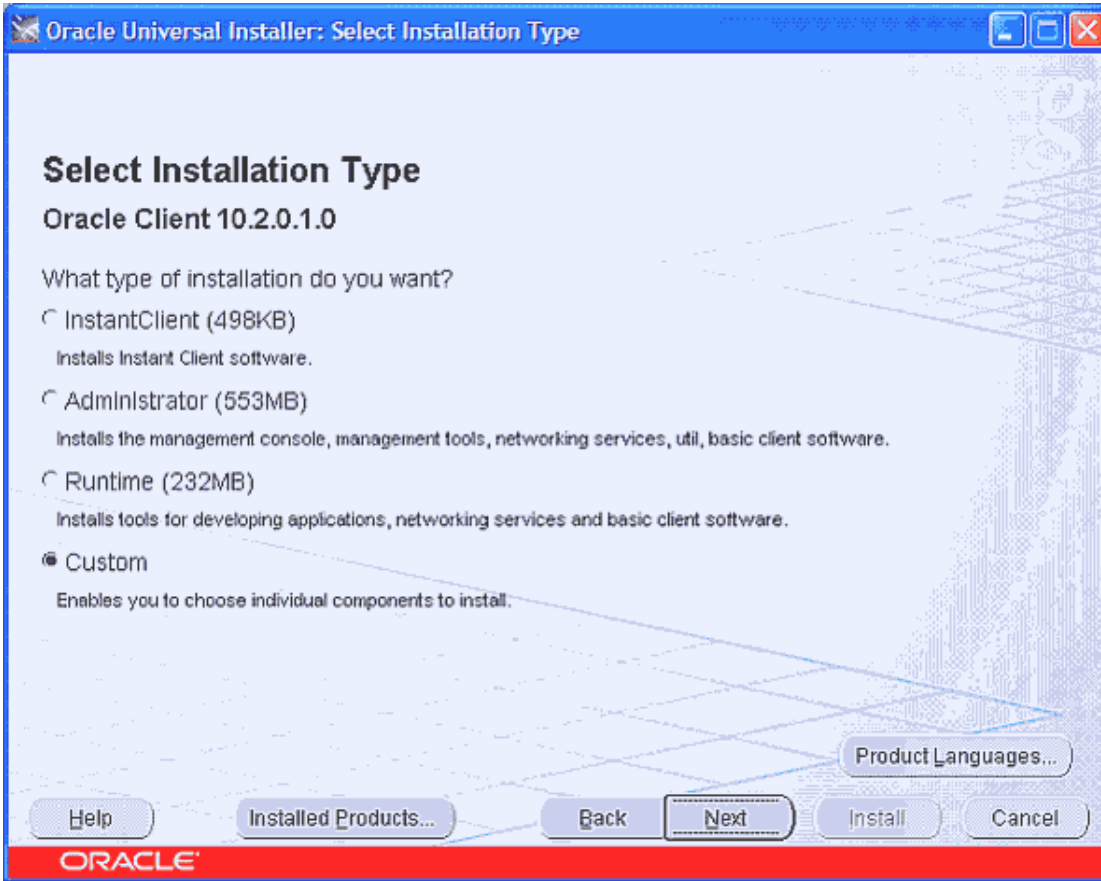 Oracle Universal Installer: Select Installation Type
Select Installation Type
Oracle Client 10.2.0.1.0
What type of installation do you want?
InstantClient (498KB)
Installs Instant Client software.
Administrator (553MB)
Installs the management console, management tools, networking services, util, basic client software.
Runtime (232MB)
Installs tools for developing applications, networking services and basic client software.
Custom
Enables you to choose individual components to install.
Product Languages...
Help Installed Products... Back Next Install Cancel
ORACLE